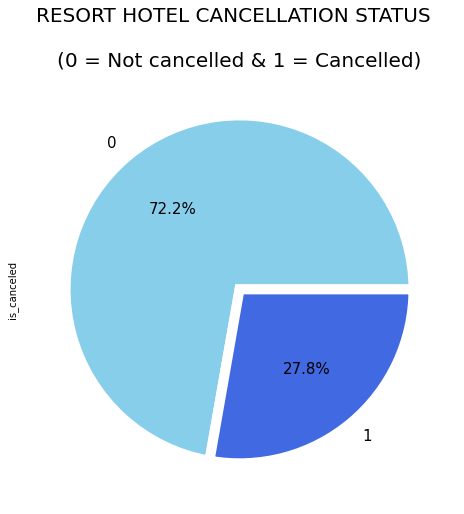 RESORT HOTEL CANCELLATION STATUS
(0 = Not cancelled & 1 = Cancelled)
0
72.2%
is_canceled
27.8%
1